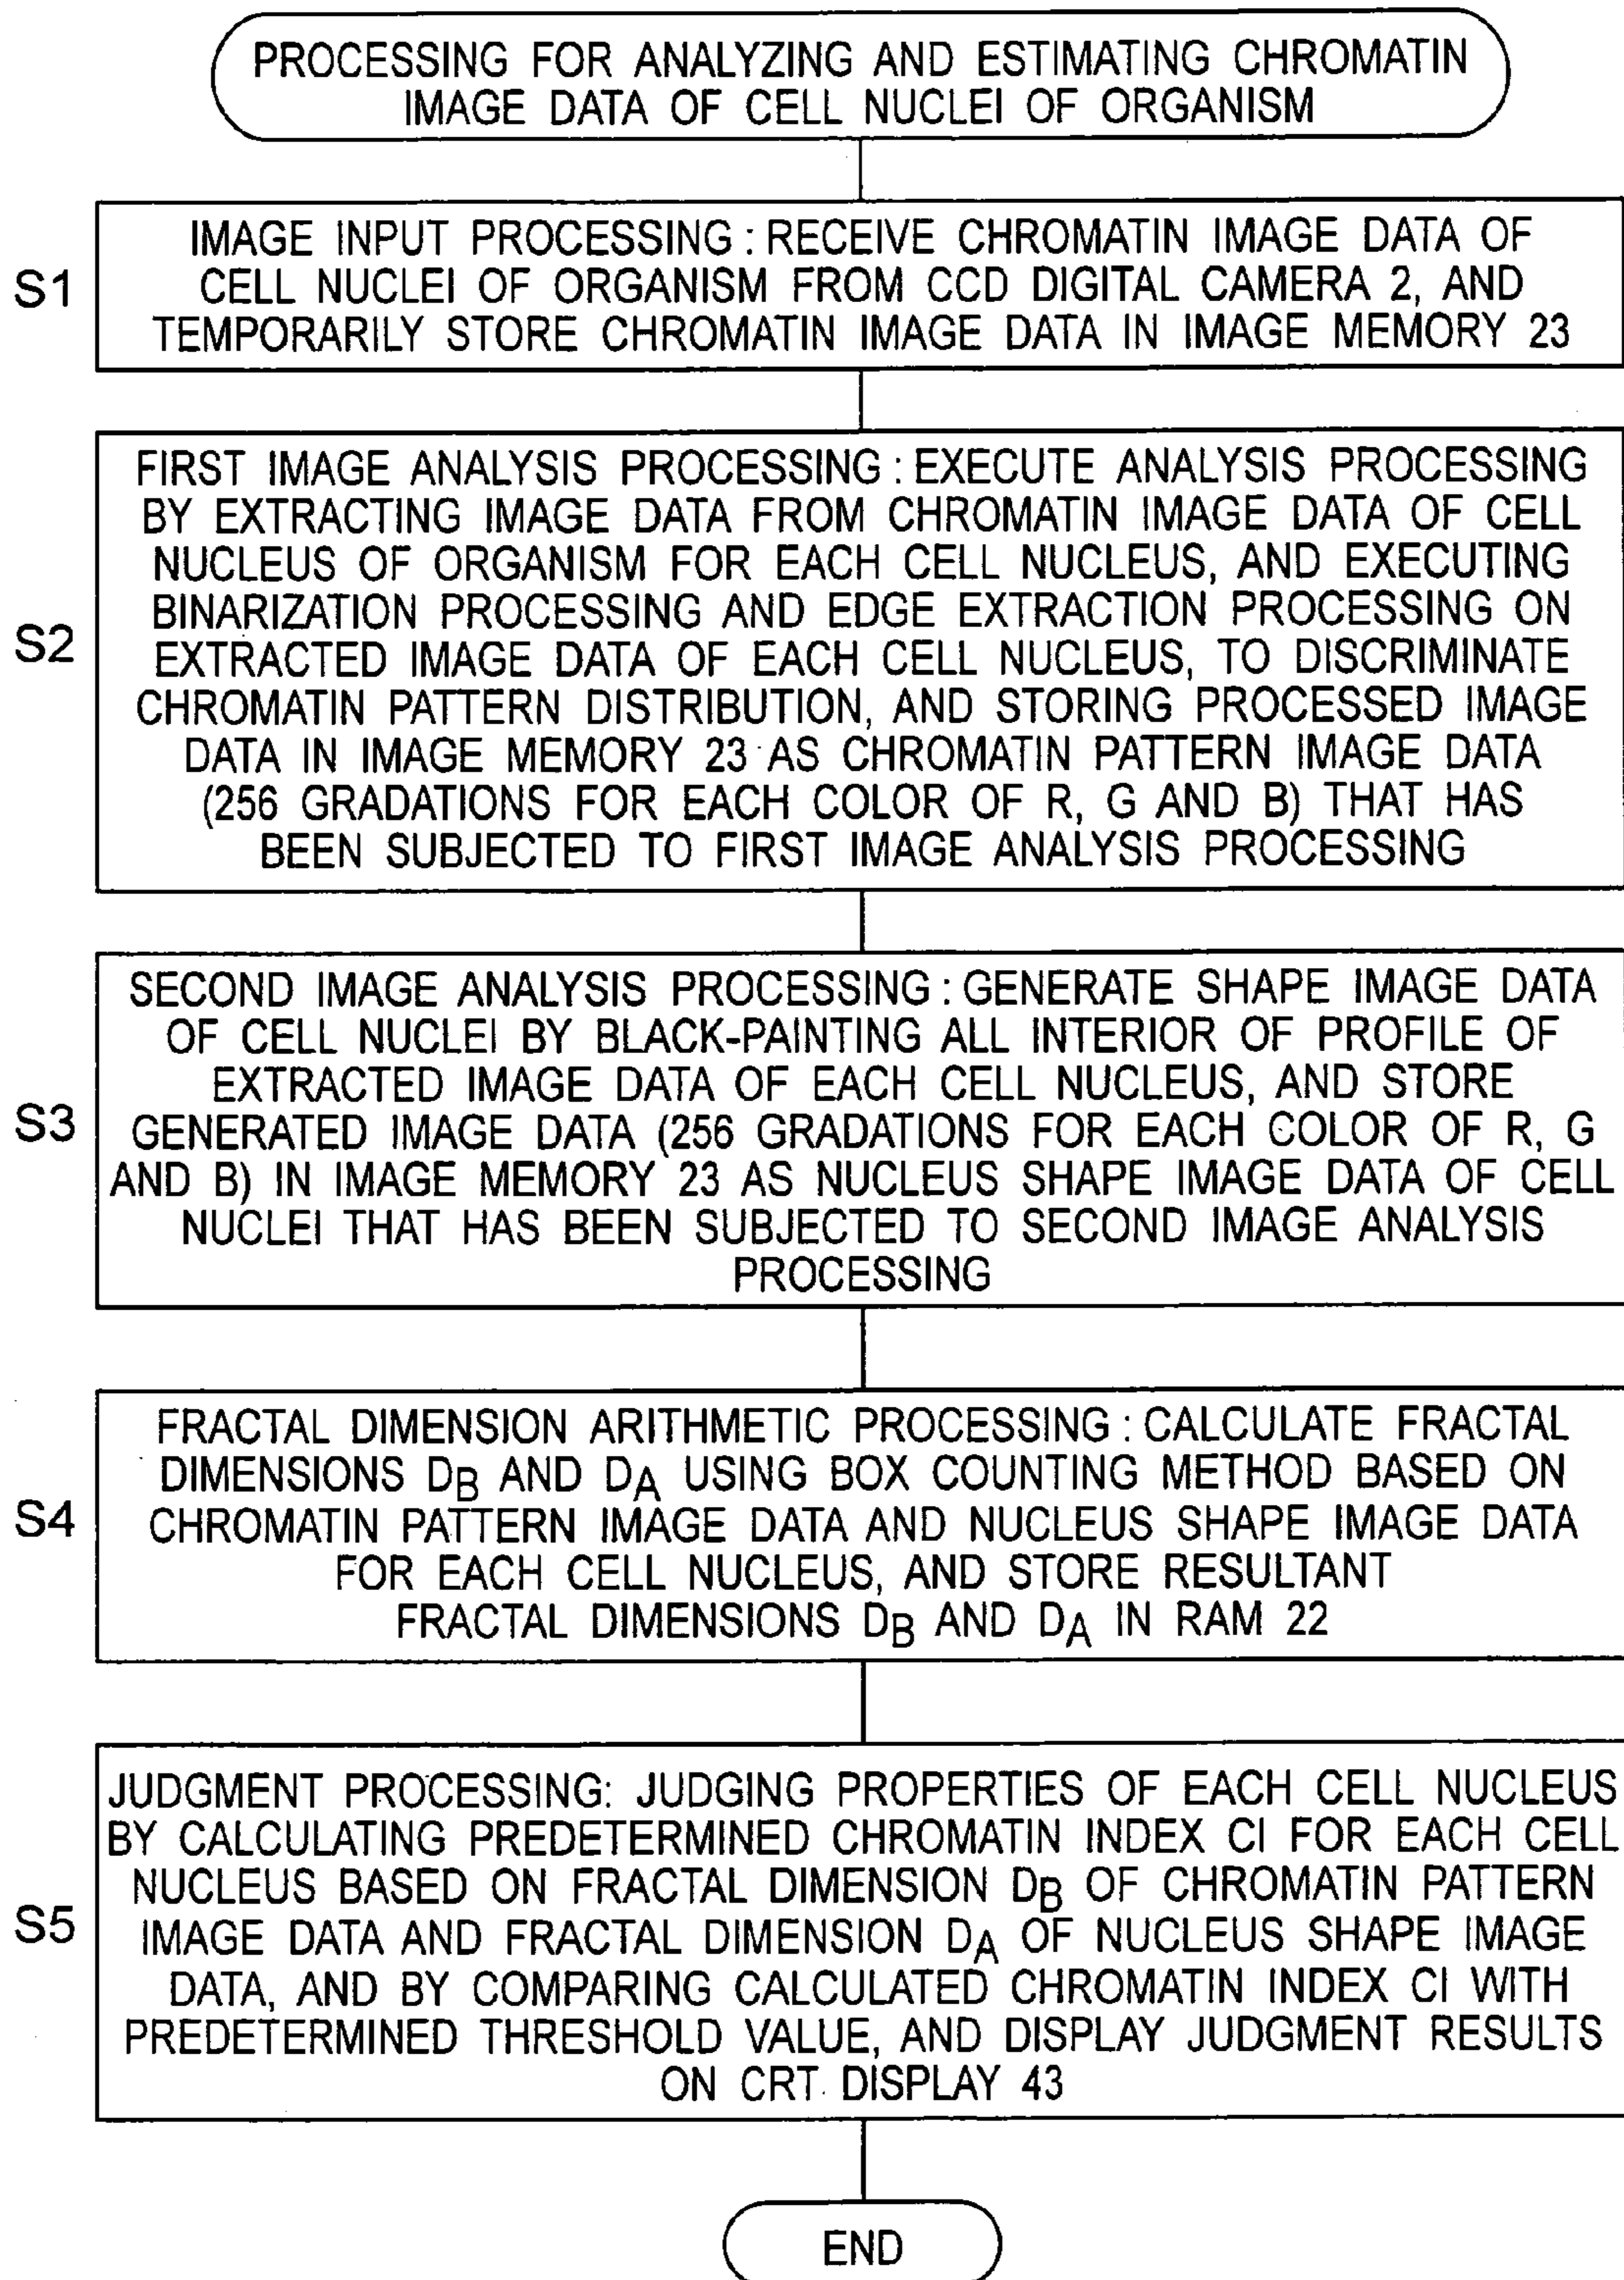 PROCESSING FOR ANALYZING AND ESTIMATING CHROMATIN
IMAGE DATA OF CELL NUCLEI OF ORGANISM
S1
IMAGE INPUT PROCESSING : RECEIVE CHROMATIN IMAGE DATA OF
CELL NUCLEI OF ORGANISM FROM CCD DIGITAL CAMERA 2, AND
TEMPORARILY STORE CHROMATIN IMAGE DATA IN IMAGE MEMORY 23
S2
FIRST IMAGE ANALYSIS PROCESSING : EXECUTE ANALYSIS PROCESSING
BY EXTRACTING IMAGE DATA FROM CHROMATIN IMAGE DATA OF CELL
NUCLEUS OF ORGANISM FOR EACH CELL NUCLEUS, AND EXECUTING
BINARIZATION PROCESSING AND EDGE EXTRACTION PROCESSING ON
EXTRACTED IMAGE DATA OF EACH CELL NUCLEUS, TO DISCRIMINATE
CHROMATIN PATTERN DISTRIBUTION, AND STORING PROCESSED IMAGE
DATA IN IMAGE MEMORY 23 AS CHROMATIN PATTERN IMAGE DATA
(256 GRADATIONS FOR EACH COLOR OF R, G AND B) THAT HAS
BEEN SUBJECTED TO FIRST IMAGE ANALYSIS PROCESSING
S3
SECOND IMAGE ANALYSIS PROCESSING : GENERATE SHAPE IMAGE DATA
OF CELL NUCLEI BY BLACK-PAINTING ALL INTERIOR OF PROFILE OF
EXTRACTED IMAGE DATA OF EACH CELL NUCLEUS, AND STORE
GENERATED IMAGE DATA (256 GRADATIONS FOR EACH COLOR OF R, G
AND B) IN IMAGE MEMORY 23 AS NUCLEUS SHAPE IMAGE DATA OF CELL
NUCLEI THAT HAS BEEN SUBJECTED TO SECOND IMAGE ANALYSIS
PROCESSING
S4
FRACTAL DIMENSION ARITHMETIC PROCESSING : CALCULATE FRACTAL
DIMENSIONS DB AND DA USING BOX COUNTING METHOD BASED ON
CHROMATIN PATTERN IMAGE DATA AND NUCLEUS SHAPE IMAGE DATA
FOR EACH CELL NUCLEUS, AND STORE RESULTANT
FRACTAL DIMENSIONS DB AND DA IN RAM 22
S5
JUDGMENT PROCESSING: JUDGING PROPERTIES OF EACH CELL NUCLEUS
BY CALCULATING PREDETERMINED CHROMATIN INDEX CI FOR EACH CELL
NUCLEUS BASED ON FRACTAL DIMENSION DB OF CHROMATIN PATTERN
IMAGE DATA AND FRACTAL DIMENSION DA OF NUCLEUS SHAPE IMAGE
DATA, AND BY COMPARING CALCULATED CHROMATIN INDEX CI WITH
PREDETERMINED THRESHOLD VALUE, AND DISPLAY JUDGMENT RESULTS
ON CRT DISPLAY 43
END